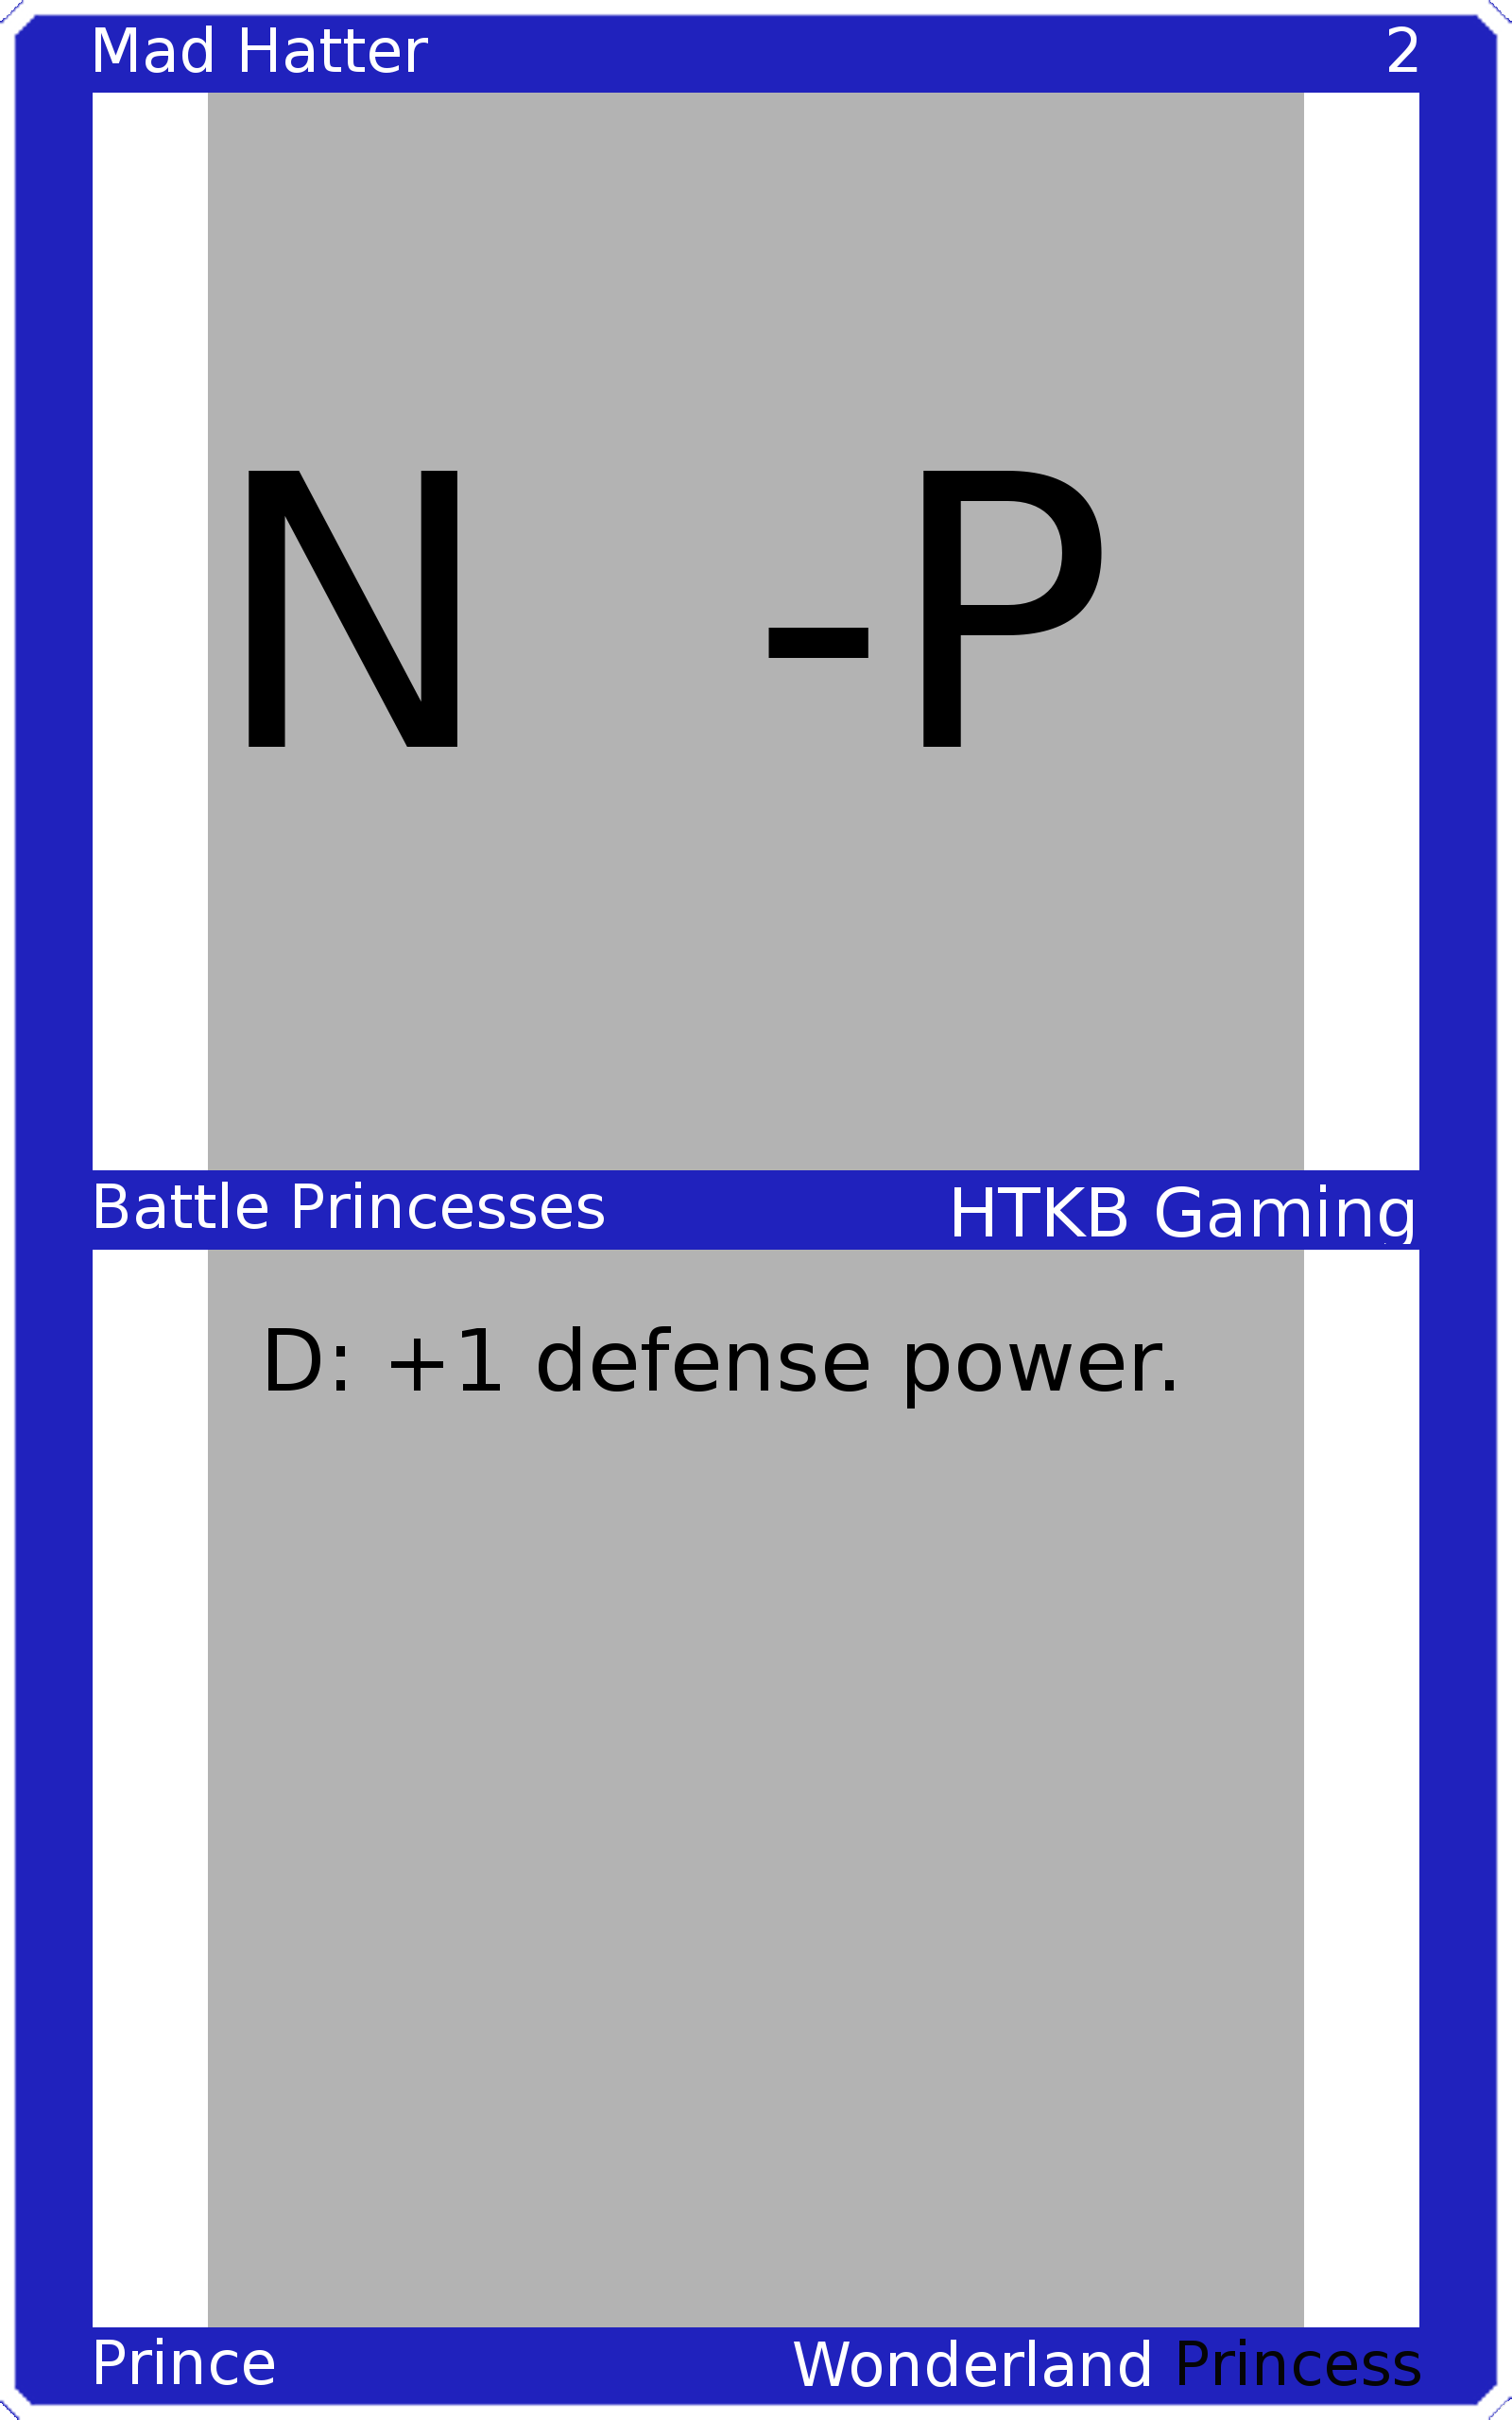 Mad Hatter 2
N -P
Battle Princesses HTKB Gaming
D: +1 defense power.
Prince Wonderland Princess